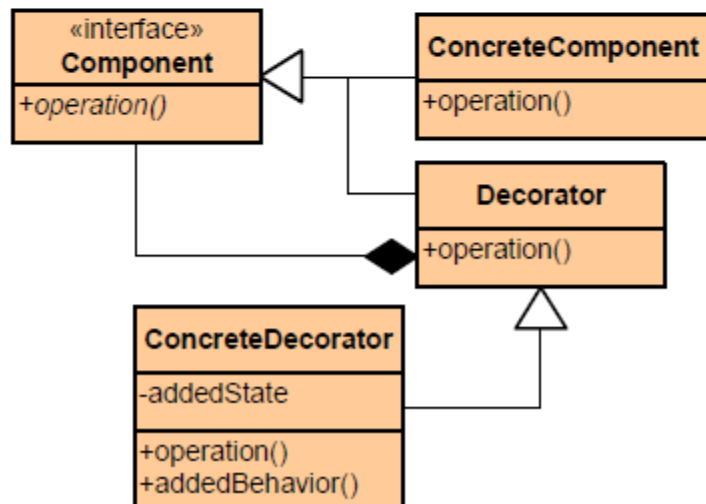 «interface»
Component
+operation()
ConcreteComponent
+operation()
Decorator
+operation()
ConcreteDecorator
-addedState
+operation()
+addedBehavior()